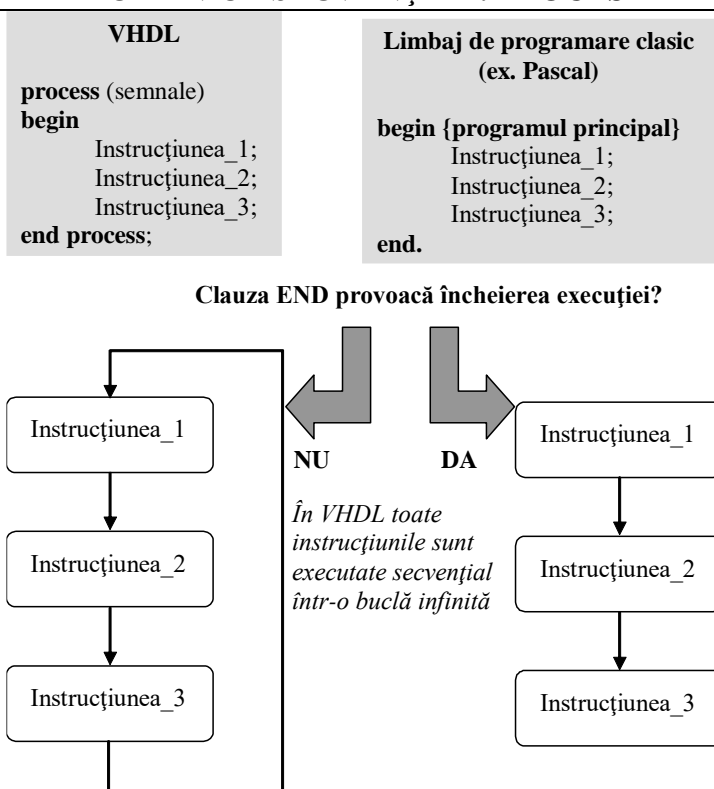 VHDL
process (semnale)
begin
Instrucţiunea_1;
Instrucţiunea_2;
Instrucţiunea_3;
end process;
Limbaj de programare clasic
(ex. Pascal)
begin {programul principal}
Instrucţiunea_1;
Instrucţiunea_2;
Instrucţiunea_3;
end.
Clauza END provoacă încheierea execuţiei?
Instrucţiunea_1
Instrucţiunea_2
Instrucţiunea_3
NU
DA
În VHDL toate
instrucţiunile sunt
executate secvenţial
într-o buclă infinită
Instrucţiunea_1
Instrucţiunea_2
Instrucţiunea_3